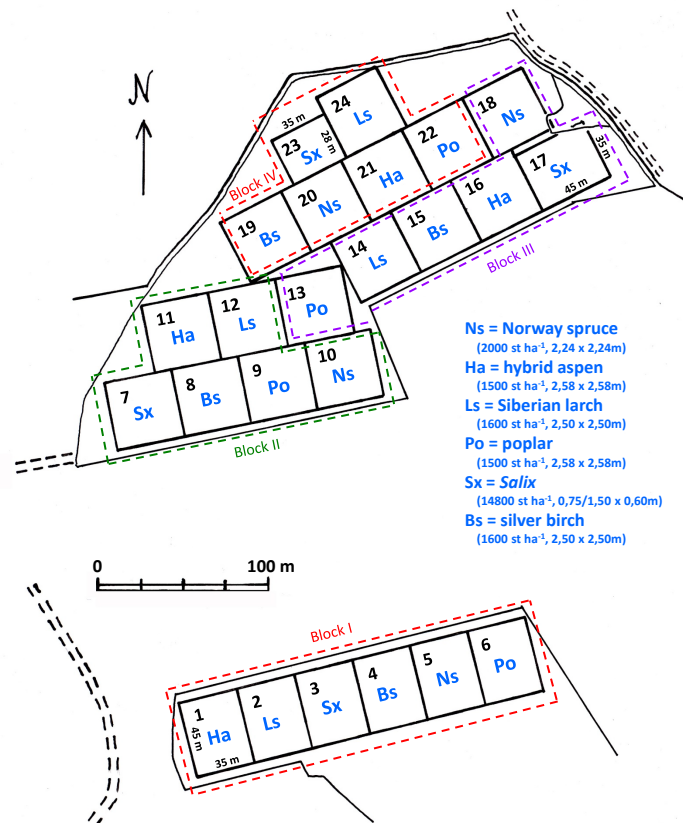 N
24
Ls
35 m
23
Sx
28 m
18
Ns
22
Po
21
Ha
17
Sx
35 m
45 m
Block IV
20
Ns
16
Ha
19
Bs
15
Bs
14
Ls
Block III
13
Po
12
Ls
11
Ha
10
Ns
9
Po
8
Bs
7
Sx
Block II
Ns = Norway spruce
(2000 st ha⁻¹, 2,24 x 2,24m)
Ha = hybrid aspen
(1500 st ha⁻¹, 2,58 x 2,58m)
Ls = Siberian larch
(1600 st ha⁻¹, 2,50 x 2,50m)
Po = poplar
(1500 st ha⁻¹, 2,58 x 2,58m)
Sx = Salix
(14800 st ha⁻¹, 0,75/1,50 x 0,60m)
Bs = silver birch
(1600 st ha⁻¹, 2,50 x 2,50m)
0
100 m
Block I
1
Ha
45 m
35 m
2
Ls
3
Sx
4
Bs
5
Ns
6
Po